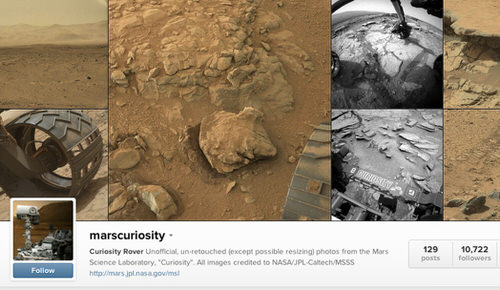 CURIOSITY
marscuriosity
Curiosity Rover Unofficial, un-retouched (except possible resizing) photos from the Mars
Science Laboratory, "Curiosity". All images credited to NASA/JPL-Caltech/MSSS
http://mars.jpl.nasa.gov/msl
Follow
129
posts
10,722
followers